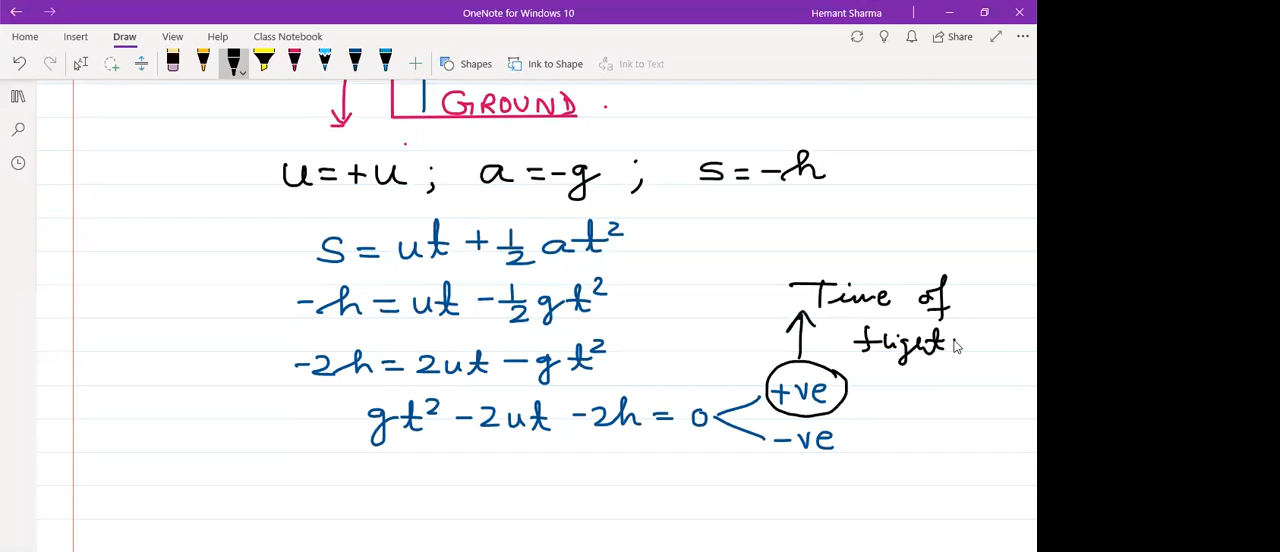 OneNote for Windows 10
Hemant Sharma
Home Insert Draw View Help Class Notebook
Share
Shapes Ink to Shape Ink to Text
GROUND .
u = +u ; a = -g ; s = -h
S = ut + 1/2 at²
-h = ut - 1/2 gt²
Time of
flight
-2h = 2ut - gt²
+ve
gt² - 2ut - 2h = 0
-ve